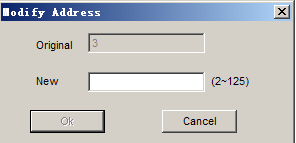 Modify Address
Original 3
New (2~125)
Ok Cancel